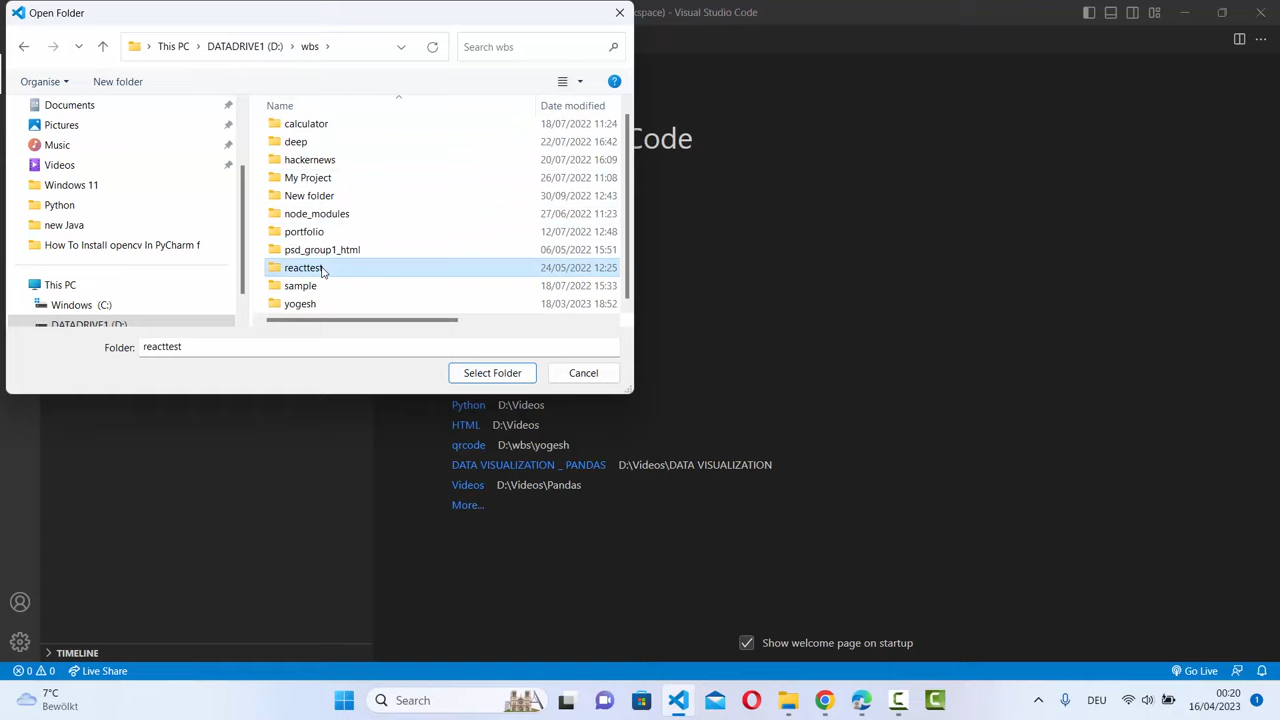 Open Folder
kspace) - Visual Studio Code
This PC > DATADRIVE1 (D:) > wbs >
Search wbs
Organise
New folder
Documents
Pictures
Music
Videos
Windows 11
Python
new Java
How To Install opencv In PyCharm f
This PC
Windows (C:)
DATADRIVE1 (D:)
Name Date modified
calculator 18/07/2022 11:24
deep 22/07/2022 16:42
hackernews 20/07/2022 16:09
My Project 26/07/2022 11:08
New folder 30/09/2022 12:43
node_modules 27/06/2022 11:23
portfolio 12/07/2022 12:48
psd_group1_html 06/05/2022 15:51
reacttest 24/05/2022 12:25
sample 18/07/2022 15:33
yogesh 18/03/2023 18:52
Folder: reacttest
Select Folder
Cancel
Code
Python D:\Videos
HTML D:\Videos
qrcode D:\wbs\yogesh
DATA VISUALIZATION _ PANDAS D:\Videos\DATA VISUALIZATION
Videos D:\Videos\Pandas
More...
Show welcome page on startup
TIMELINE
0 0 Live Share
Go Live
7°C
Bewölkt
Search
DEU
00:20
16/04/2023
1